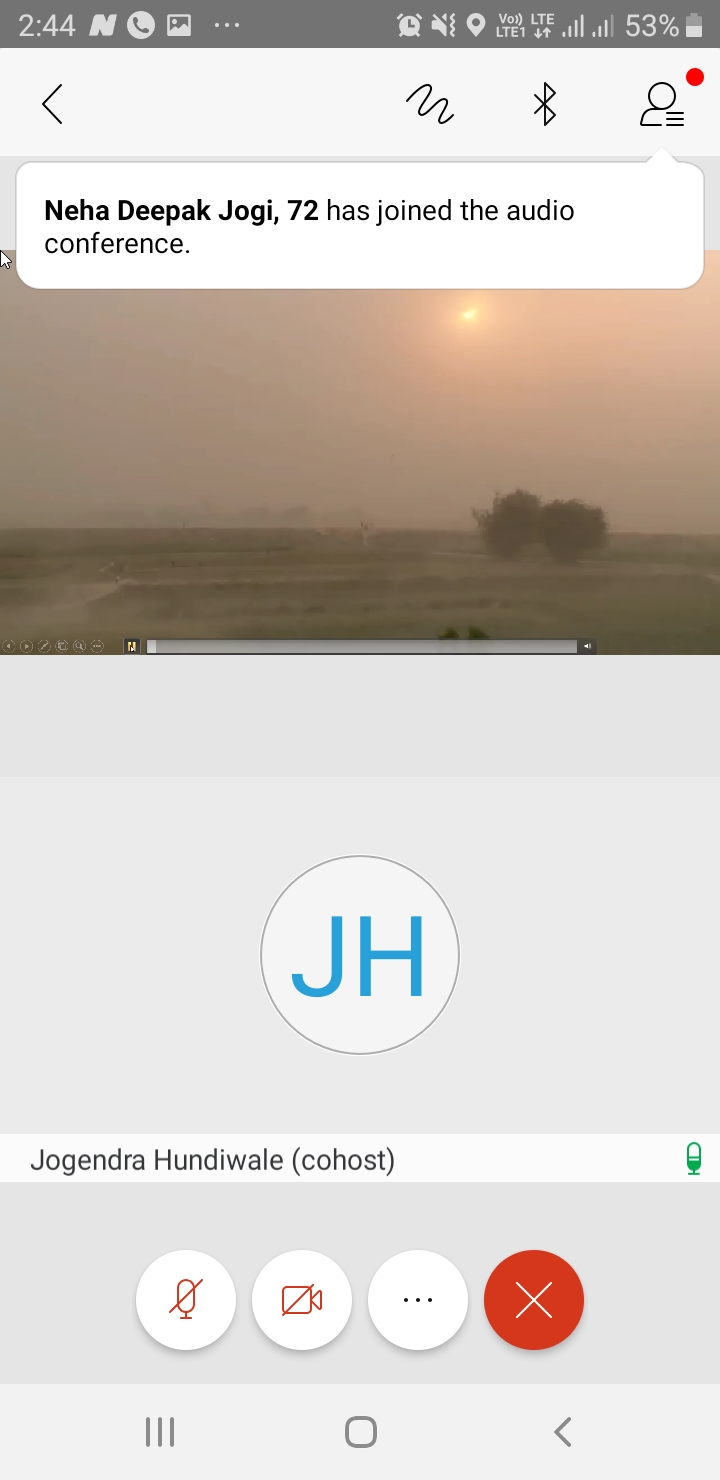 2:44
Vo)) LTE
LTE1
53%
Neha Deepak Jogi, 72 has joined the audio
conference.
JH
Jogendra Hundiwale (cohost)